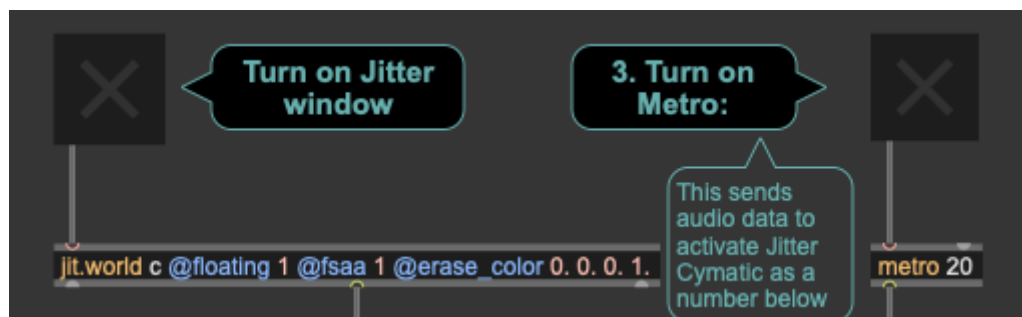 Turn on Jitter
window
3. Turn on
Metro:
This sends
audio data to
activate Jitter
Cymatic as a
number below
jit.world c @floating 1 @fsaa 1 @erase_color 0. 0. 0. 1.
metro 20